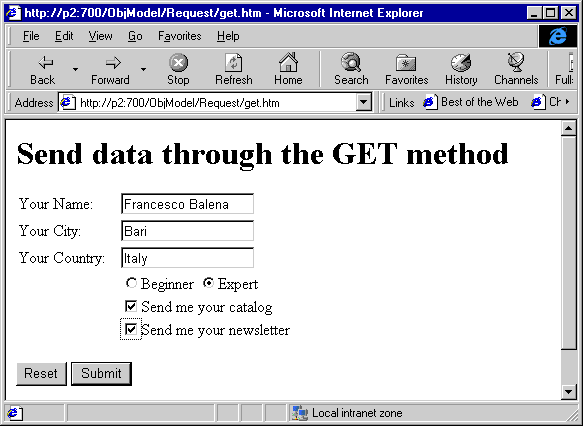 http://p2:700/ObjModel/Request/get.htm - Microsoft Internet Explorer
File Edit View Go Favorites Help
Back Forward Stop Refresh Home Search Favorites History Channels Fulls
Address http://p2:700/ObjModel/Request/get.htm Links Best of the Web Ch
Send data through the GET method
Your Name: Francesco Balena
Your City: Bari
Your Country: Italy
Beginner Expert
Send me your catalog
Send me your newsletter
Reset Submit
Local intranet zone